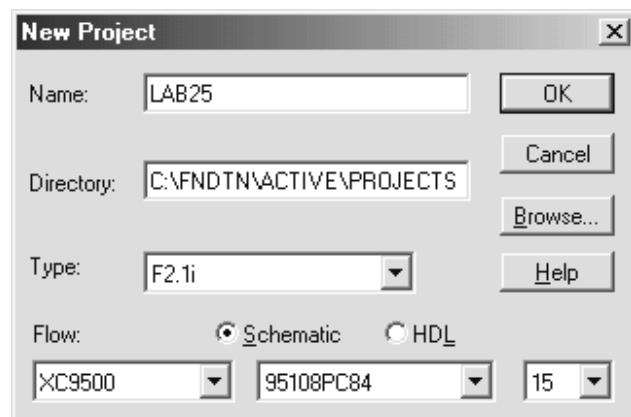 New Project
Name: LAB25 OK
Cancel
Directory: C:\FNDTN\ACTIVE\PROJECTS
Browse...
Type: F2.1i Help
Flow: Schematic HDL
XC9500 95108PC84 15